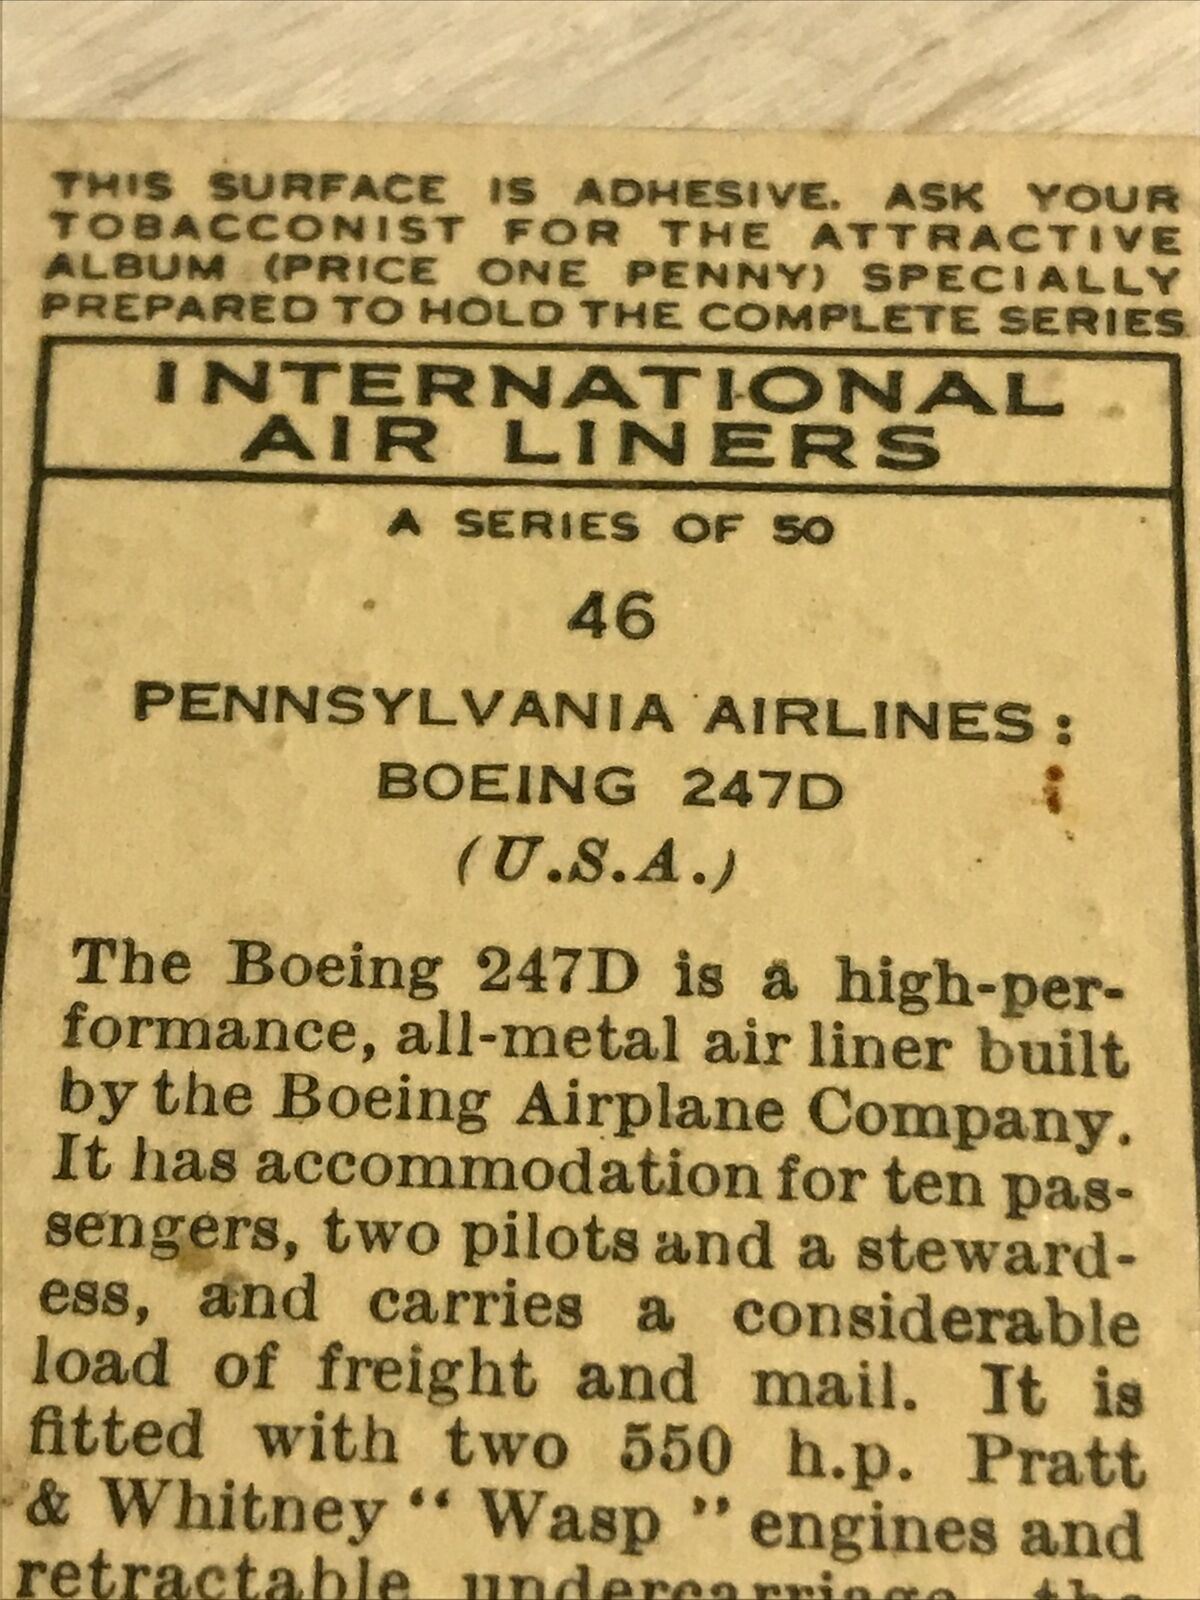 THIS SURFACE IS ADHESIVE. ASK YOUR
TOBACCONIST FOR THE ATTRACTIVE
ALBUM (PRICE ONE PENNY) SPECIALLY
PREPARED TO HOLD THE COMPLETE SERIES
INTERNATIONAL
AIR LINERS
A SERIES OF 50
46
PENNSYLVANIA AIRLINES:
BOEING 247D
(U.S.A.)
The Boeing 247D is a high-per-
formance, all-metal air liner built
by the Boeing Airplane Company.
It has accommodation for ten pas-
sengers, two pilots and a steward-
ess, and carries a considerable
load of freight and mail. It is
fitted with two 550 h.p. Pratt
& Whitney “ Wasp ” engines and
retractable undercarriage, the